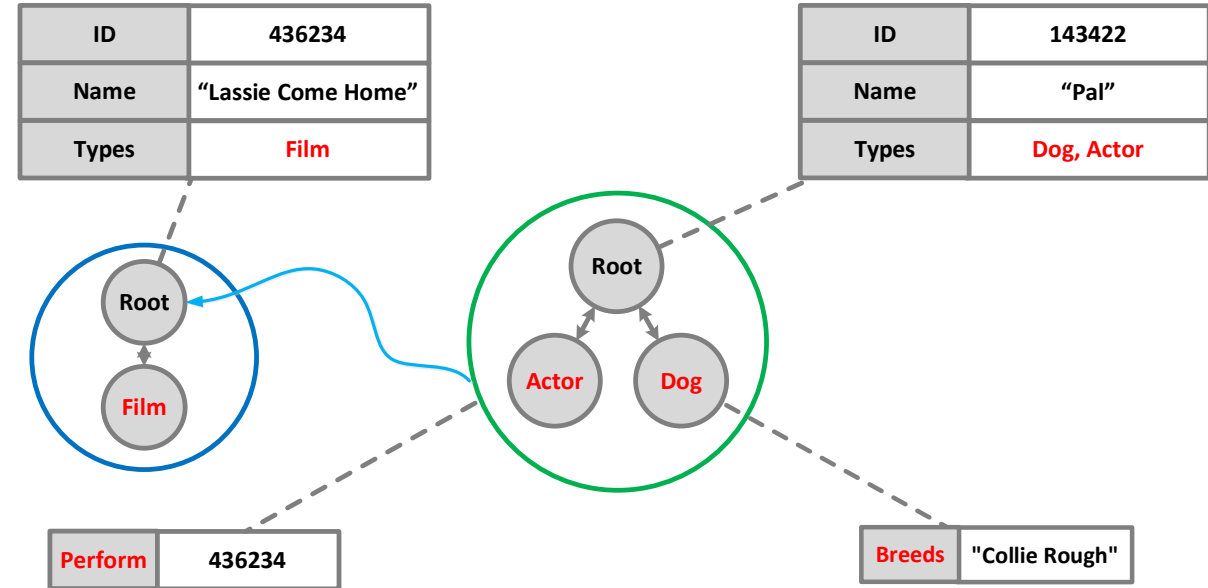 ID 436234
Name “Lassie Come Home”
Types Film
ID 143422
Name “Pal”
Types Dog, Actor
Root
Film
Root
Actor Dog
Perform 436234
Breeds "Collie Rough"